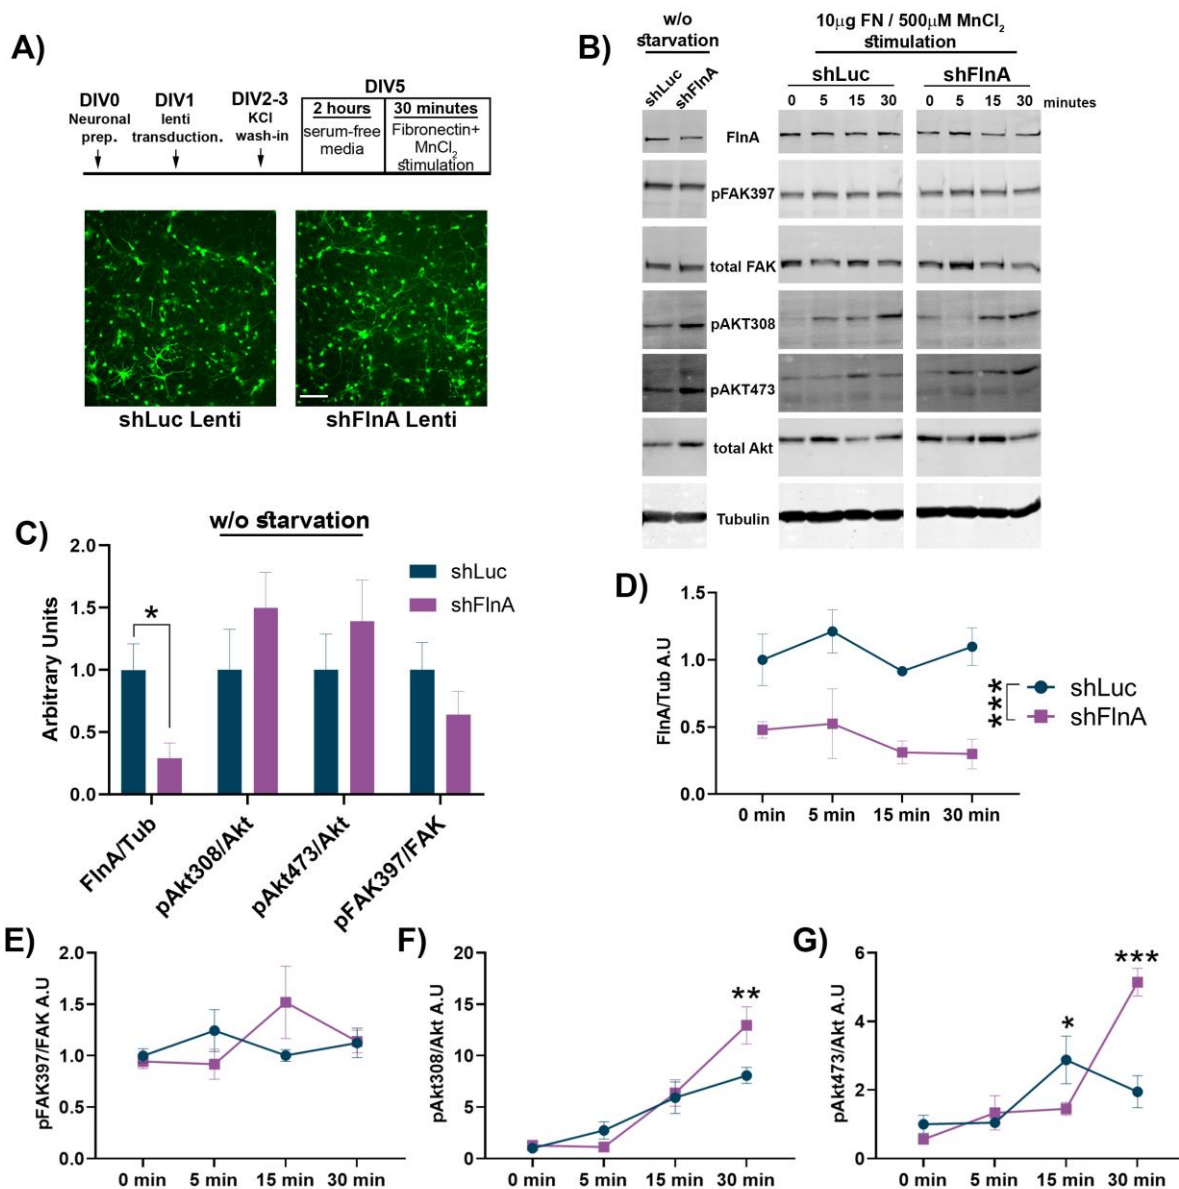 A)
DIV0
Neuronal
prep.
DIV1
lenti
transduction.
DIV2-3
KCl
wash-in
DIV5
2 hours
serum-free
media
30 minutes
Fibronectin+
MnCl2
stimulation
shLuc Lenti
shFlnA Lenti
B)
w/o
starvation
shLuc
shFlnA
10µg FN / 500µM MnCl2
stimulation
shLuc
shFlnA
0 5 15 30
0 5 15 30
minutes
FlnA
pFAK397
total FAK
pAKT308
pAKT473
total Akt
Tubulin
C)
w/o starvation
Arbitrary Units
2.0
1.5
1.0
0.5
0.0
*
shLuc
shFlnA
FlnA/Tub
pAkt308/Akt
pAkt473/Akt
pFAK397/FAK
D)
FlnA/Tub A.U
1.5
1.0
0.5
0.0
0 min 5 min 15 min 30 min
***
shLuc
shFlnA
E)
pFAK397/FAK A.U
2.0
1.5
1.0
0.5
0.0
0 min 5 min 15 min 30 min
F)
pAkt308/Akt A.U
20
15
10
5
0
**
0 min 5 min 15 min 30 min
G)
pAkt473/Akt A.U
6
4
2
0
*
***
0 min 5 min 15 min 30 min